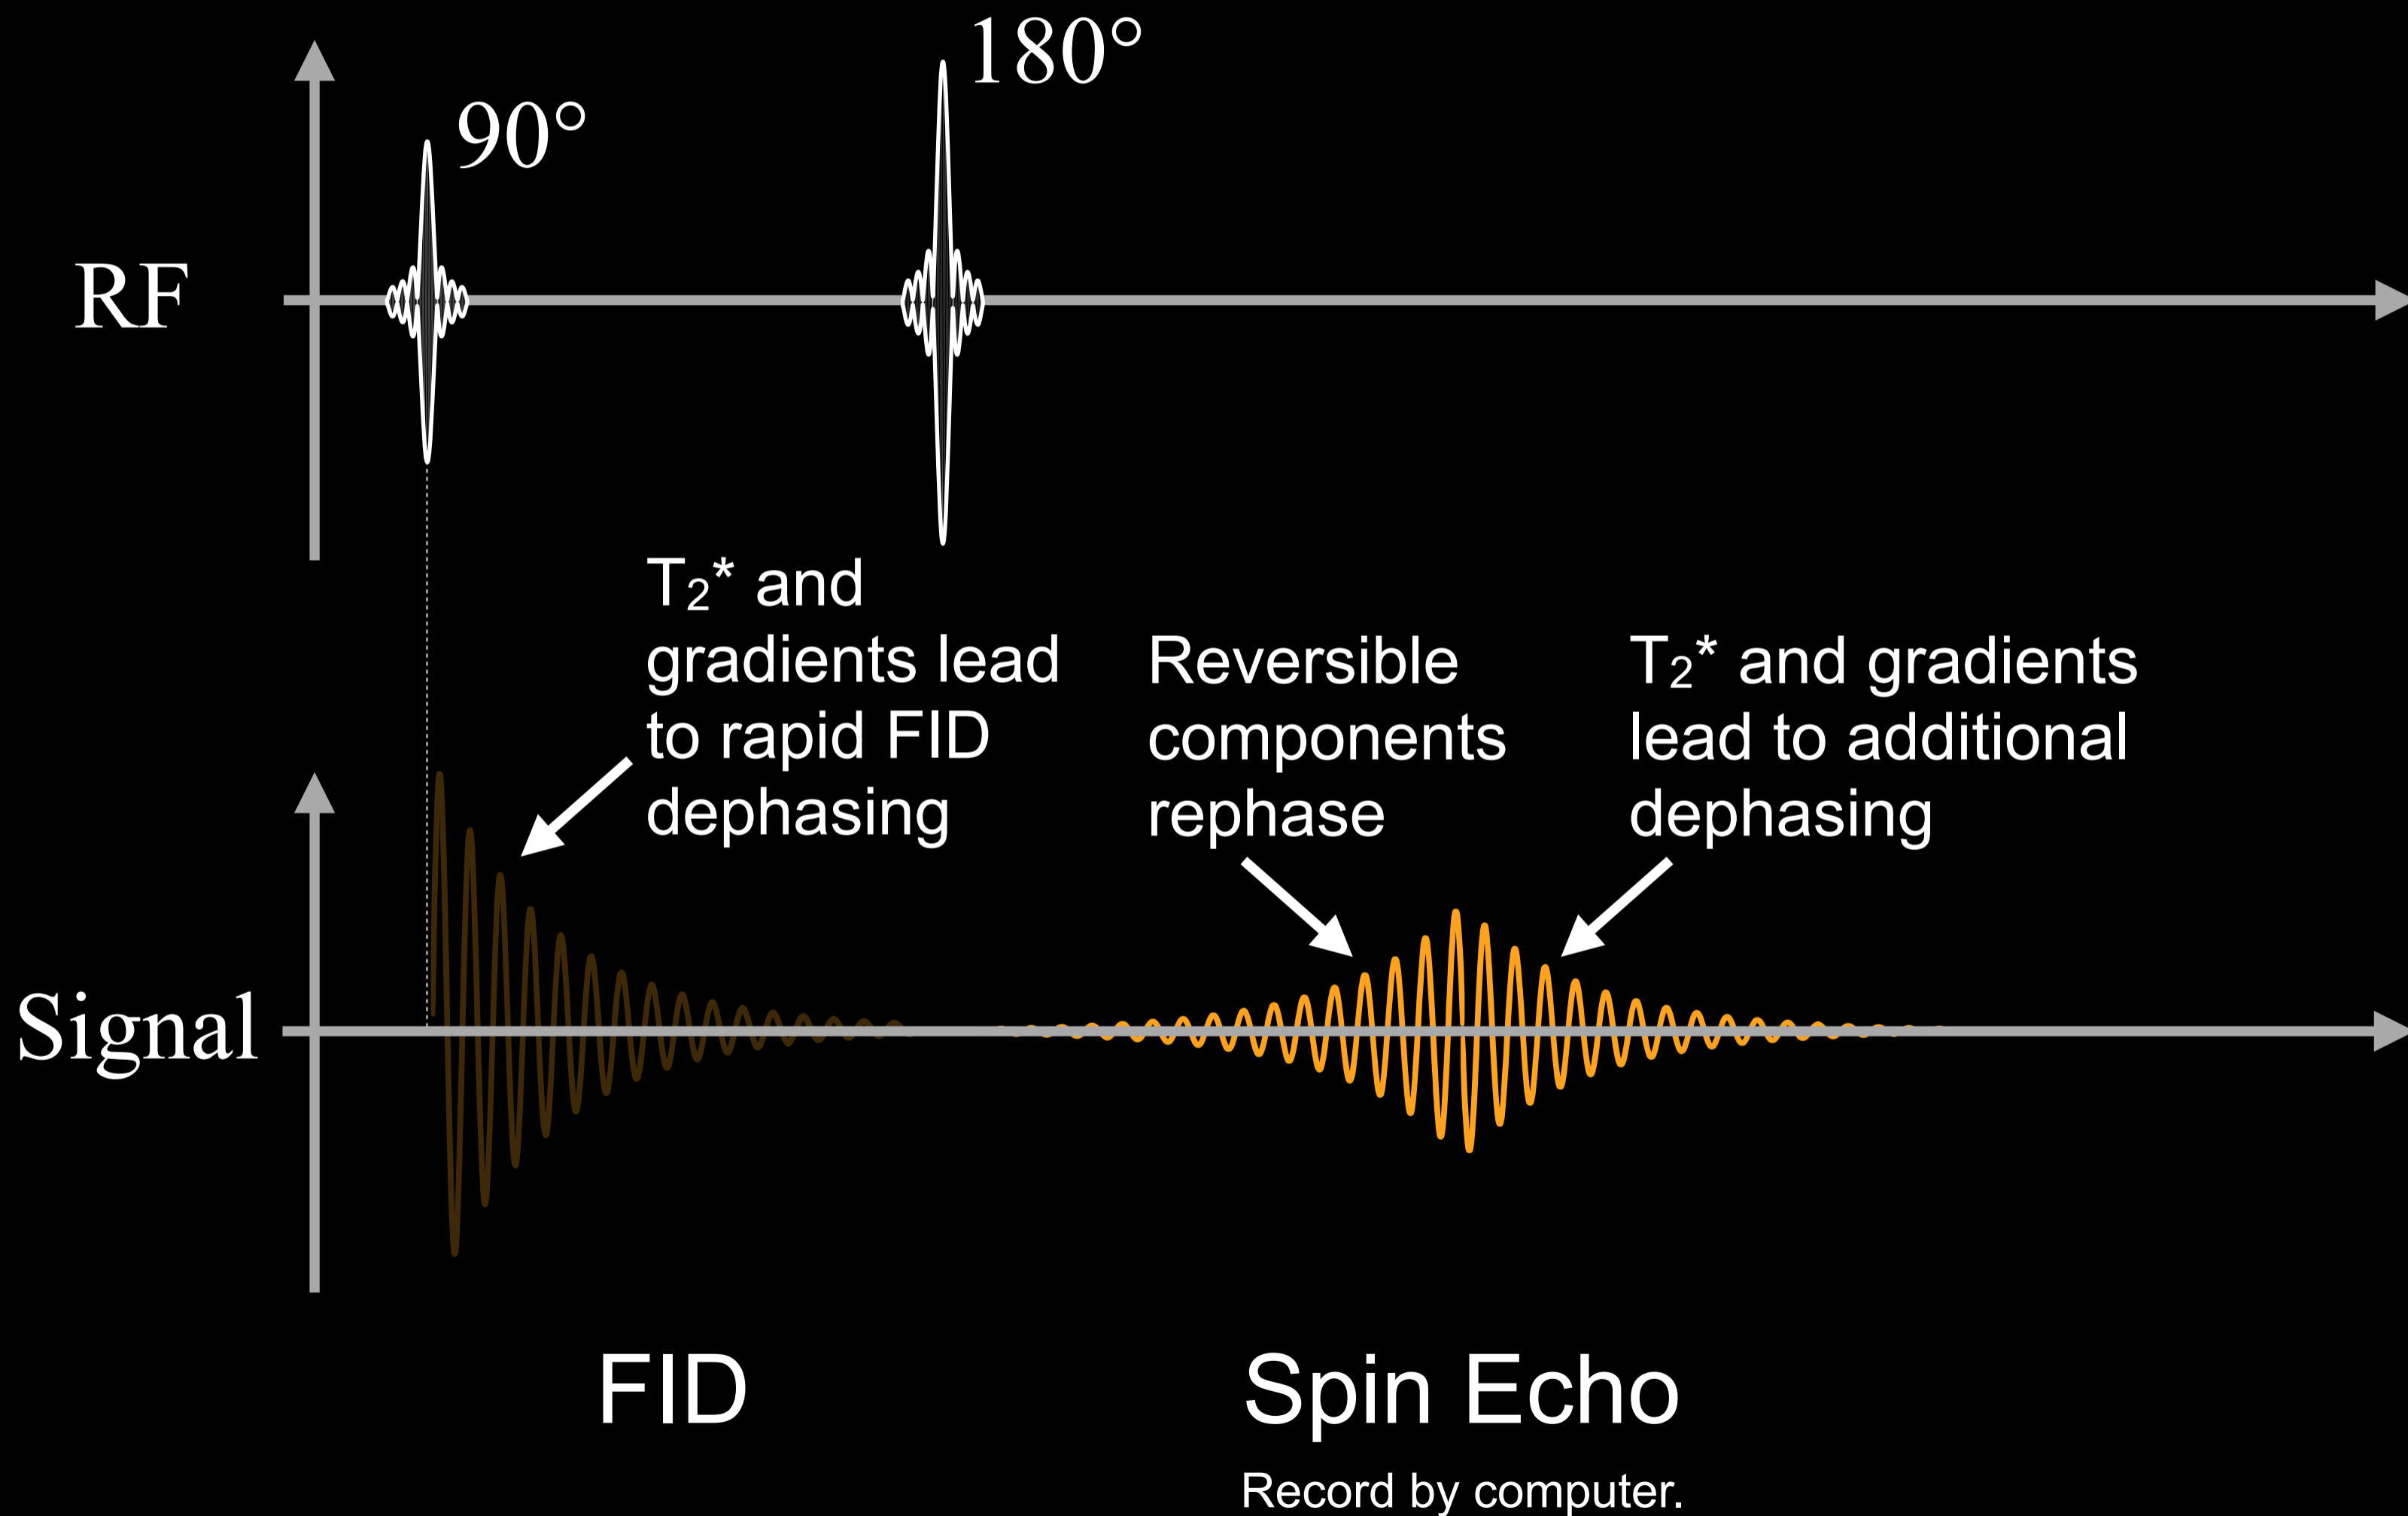 180°
90°
RF
T₂* and
gradients lead
to rapid FID
dephasing
Reversible
components
rephase
T₂* and gradients
lead to additional
dephasing
Signal
FID
Spin Echo
Record by computer.